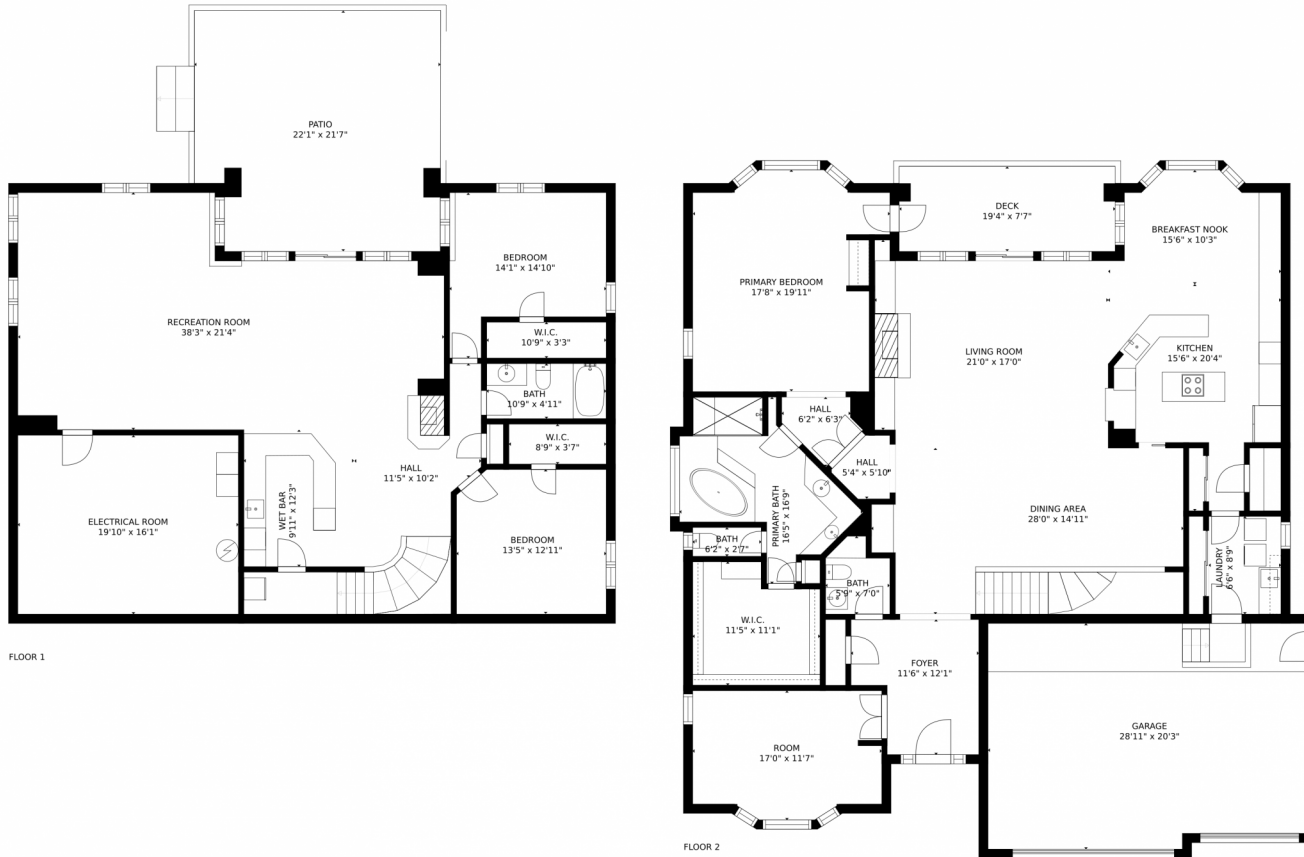 PATIO
22'1" x 21'7"
BEDROOM
14'1" x 14'10"
RECREATION ROOM
38'3" x 21'4"
W.I.C.
10'9" x 3'3"
BATH
10'9" x 4'11"
W.I.C.
8'9" x 3'7"
HALL
11'5" x 10'2"
WET BAR
9'11" x 12'3"
ELECTRICAL ROOM
19'10" x 16'1"
BEDROOM
13'5" x 12'11"
FLOOR 1
DECK
19'4" x 7'7"
BREAKFAST NOOK
15'6" x 10'3"
PRIMARY BEDROOM
17'8" x 19'11"
LIVING ROOM
21'0" x 17'0"
KITCHEN
15'6" x 20'4"
HALL
6'2" x 6'3"
HALL
5'4" x 5'10"
PRIMARY BATH
16'5" x 16'9"
DINING AREA
28'0" x 14'11"
BATH
6'2" x 2'7"
LAUNDRY
6'6" x 8'9"
BATH
5'9" x 7'0"
W.I.C.
11'5" x 11'1"
FOYER
11'6" x 12'1"
GARAGE
28'11" x 20'3"
ROOM
17'0" x 11'7"
FLOOR 2